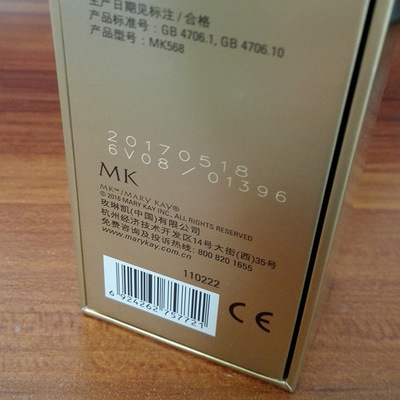 生产日期见标注/合格
产品标准号: GB 4706.1, GB 4706.10
产品型号: MK568
20170518
6V08 / 01396
MK
MK™/MARY KAY®
©2016 MARY KAY INC. ALL RIGHTS RESERVED
玫琳凯(中国)有限公司
杭州经济技术开发区14号大街(西)35号
免费咨询及投诉热线: 800 820 1655
www.marykay.com.cn
110222
6 924262 757721
CE